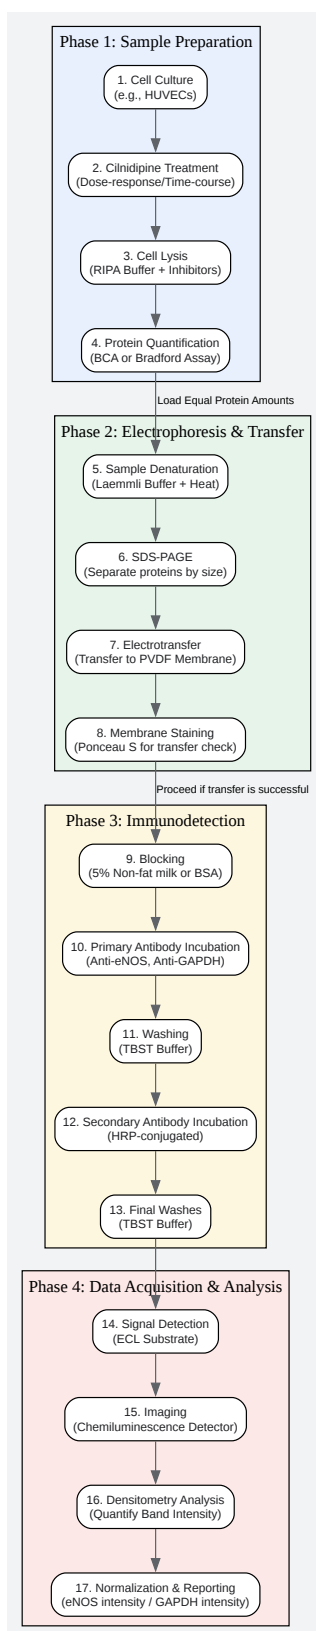 Phase 1: Sample Preparation
1. Cell Culture
(e.g., HUVECs)
2. Cilnidipine Treatment
(Dose-response/Time-course)
3. Cell Lysis
(RIPA Buffer + Inhibitors)
4. Protein Quantification
(BCA or Bradford Assay)
Load Equal Protein Amounts
Phase 2: Electrophoresis & Transfer
5. Sample Denaturation
(Laemmli Buffer + Heat)
6. SDS-PAGE
(Separate proteins by size)
7. Electrotransfer
(Transfer to PVDF Membrane)
8. Membrane Staining
(Ponceau S for transfer check)
Proceed if transfer is successful
Phase 3: Immunodetection
9. Blocking
(5% Non-fat milk or BSA)
10. Primary Antibody Incubation
(Anti-eNOS, Anti-GAPDH)
11. Washing
(TBST Buffer)
12. Secondary Antibody Incubation
(HRP-conjugated)
13. Final Washes
(TBST Buffer)
Phase 4: Data Acquisition & Analysis
14. Signal Detection
(ECL Substrate)
15. Imaging
(Chemiluminescence Detector)
16. Densitometry Analysis
(Quantify Band Intensity)
17. Normalization & Reporting
(eNOS intensity / GAPDH intensity)